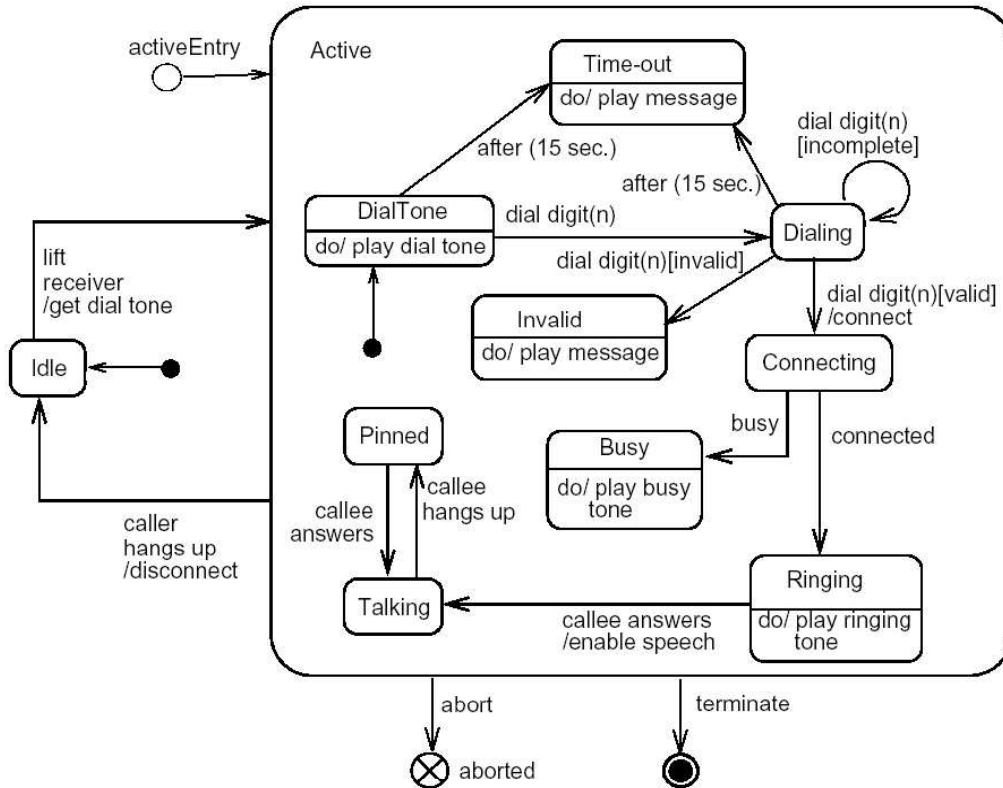 activeEntry
Active
Time-out
do/ play message
dial digit(n)
[incomplete]
after (15 sec.)
after (15 sec.)
DialTone
do/ play dial tone
dial digit(n)
Dialing
lift
receiver
/get dial tone
dial digit(n)[invalid]
dial digit(n)[valid]
/connect
Invalid
do/ play message
Idle
Connecting
Pinned
busy
connected
Busy
do/ play busy
tone
callee
hangs up
callee
answers
caller
hangs up
/disconnect
Talking
callee answers
/enable speech
Ringing
do/ play ringing
tone
abort
terminate
aborted